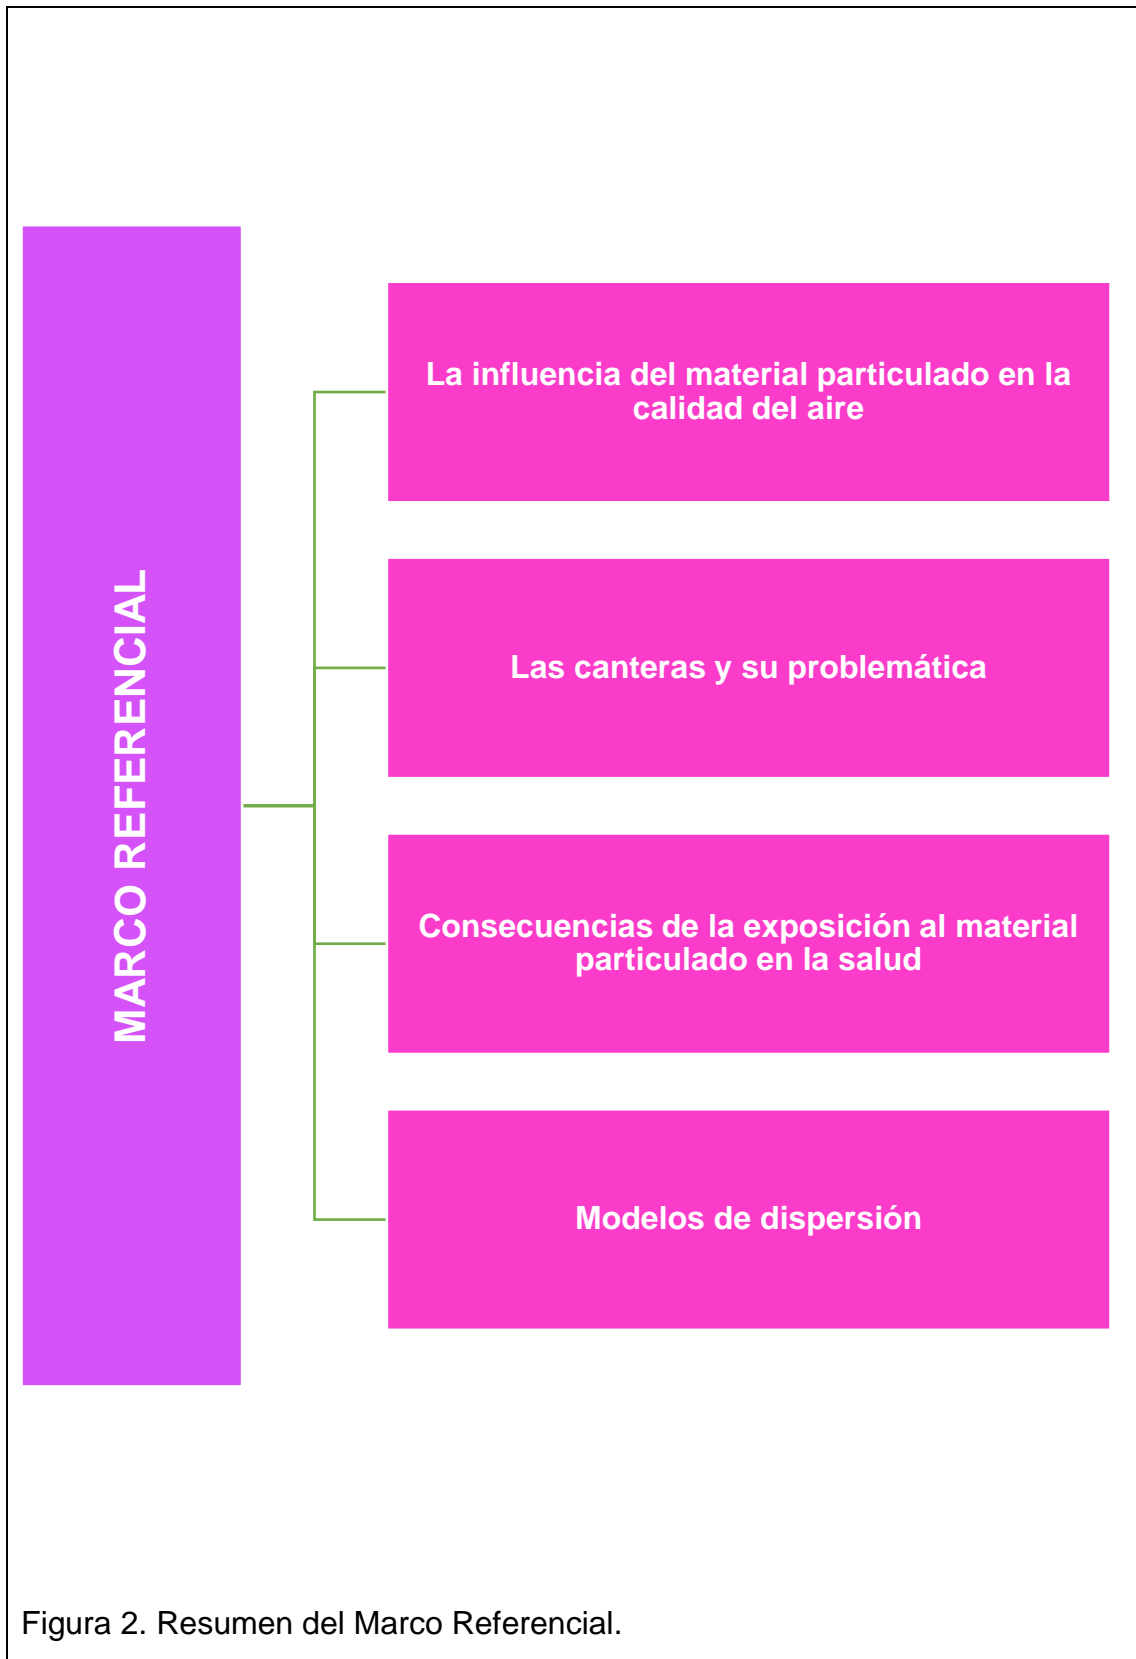 MARCO REFERENCIAL
La influencia del material particulado en la
calidad del aire
Las canteras y su problemática
Consecuencias de la exposición al material
particulado en la salud
Modelos de dispersión
Figura 2. Resumen del Marco Referencial.